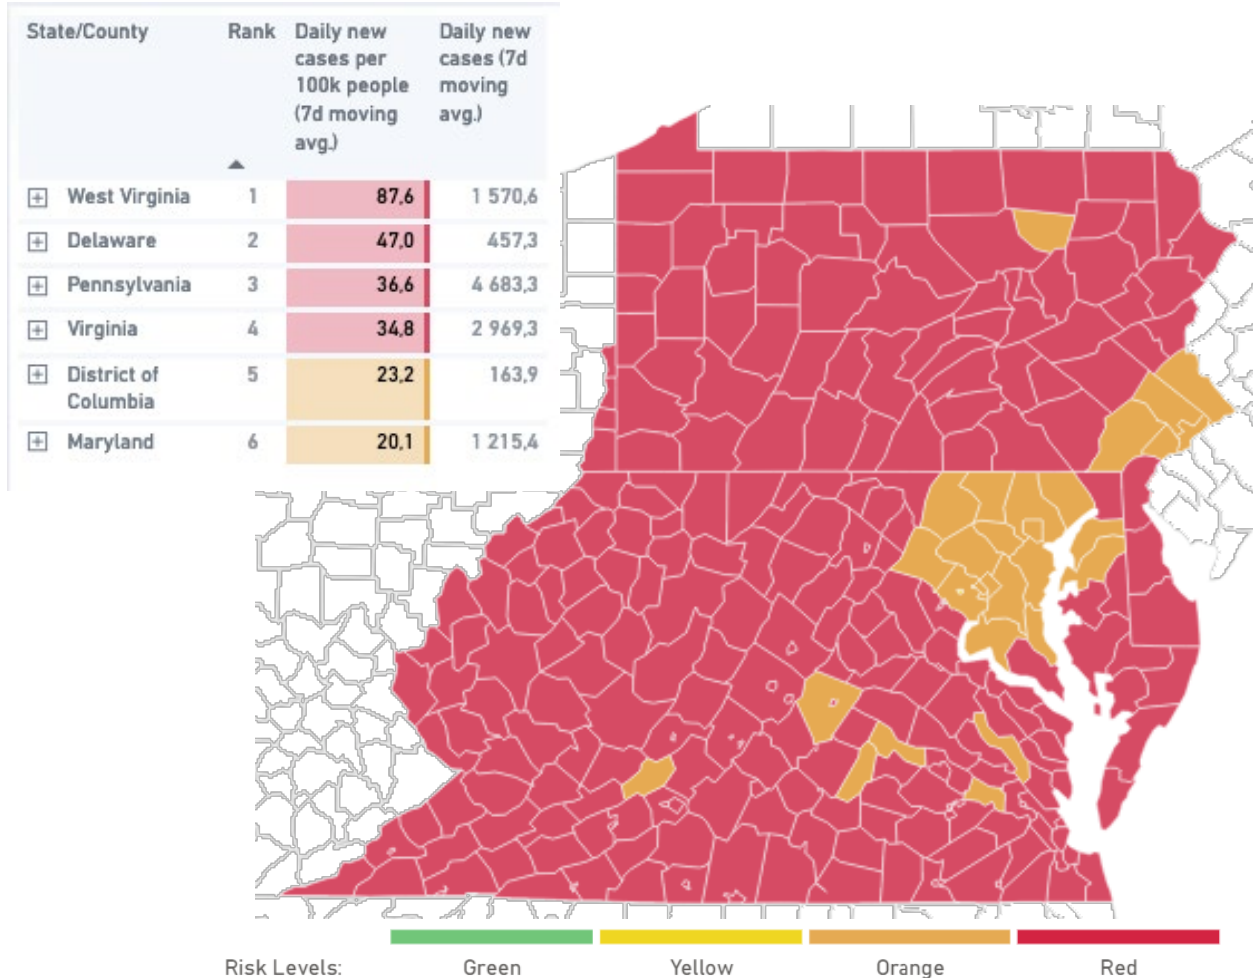 State/County Rank Daily new cases per 100k people (7d moving avg.) Daily new cases (7d moving avg.)
West Virginia 1 87,6 1 570,6
Delaware 2 47,0 457,3
Pennsylvania 3 36,6 4 683,3
Virginia 4 34,8 2 969,3
District of Columbia 5 23,2 163,9
Maryland 6 20,1 1 215,4
Risk Levels: Green Yellow Orange Red